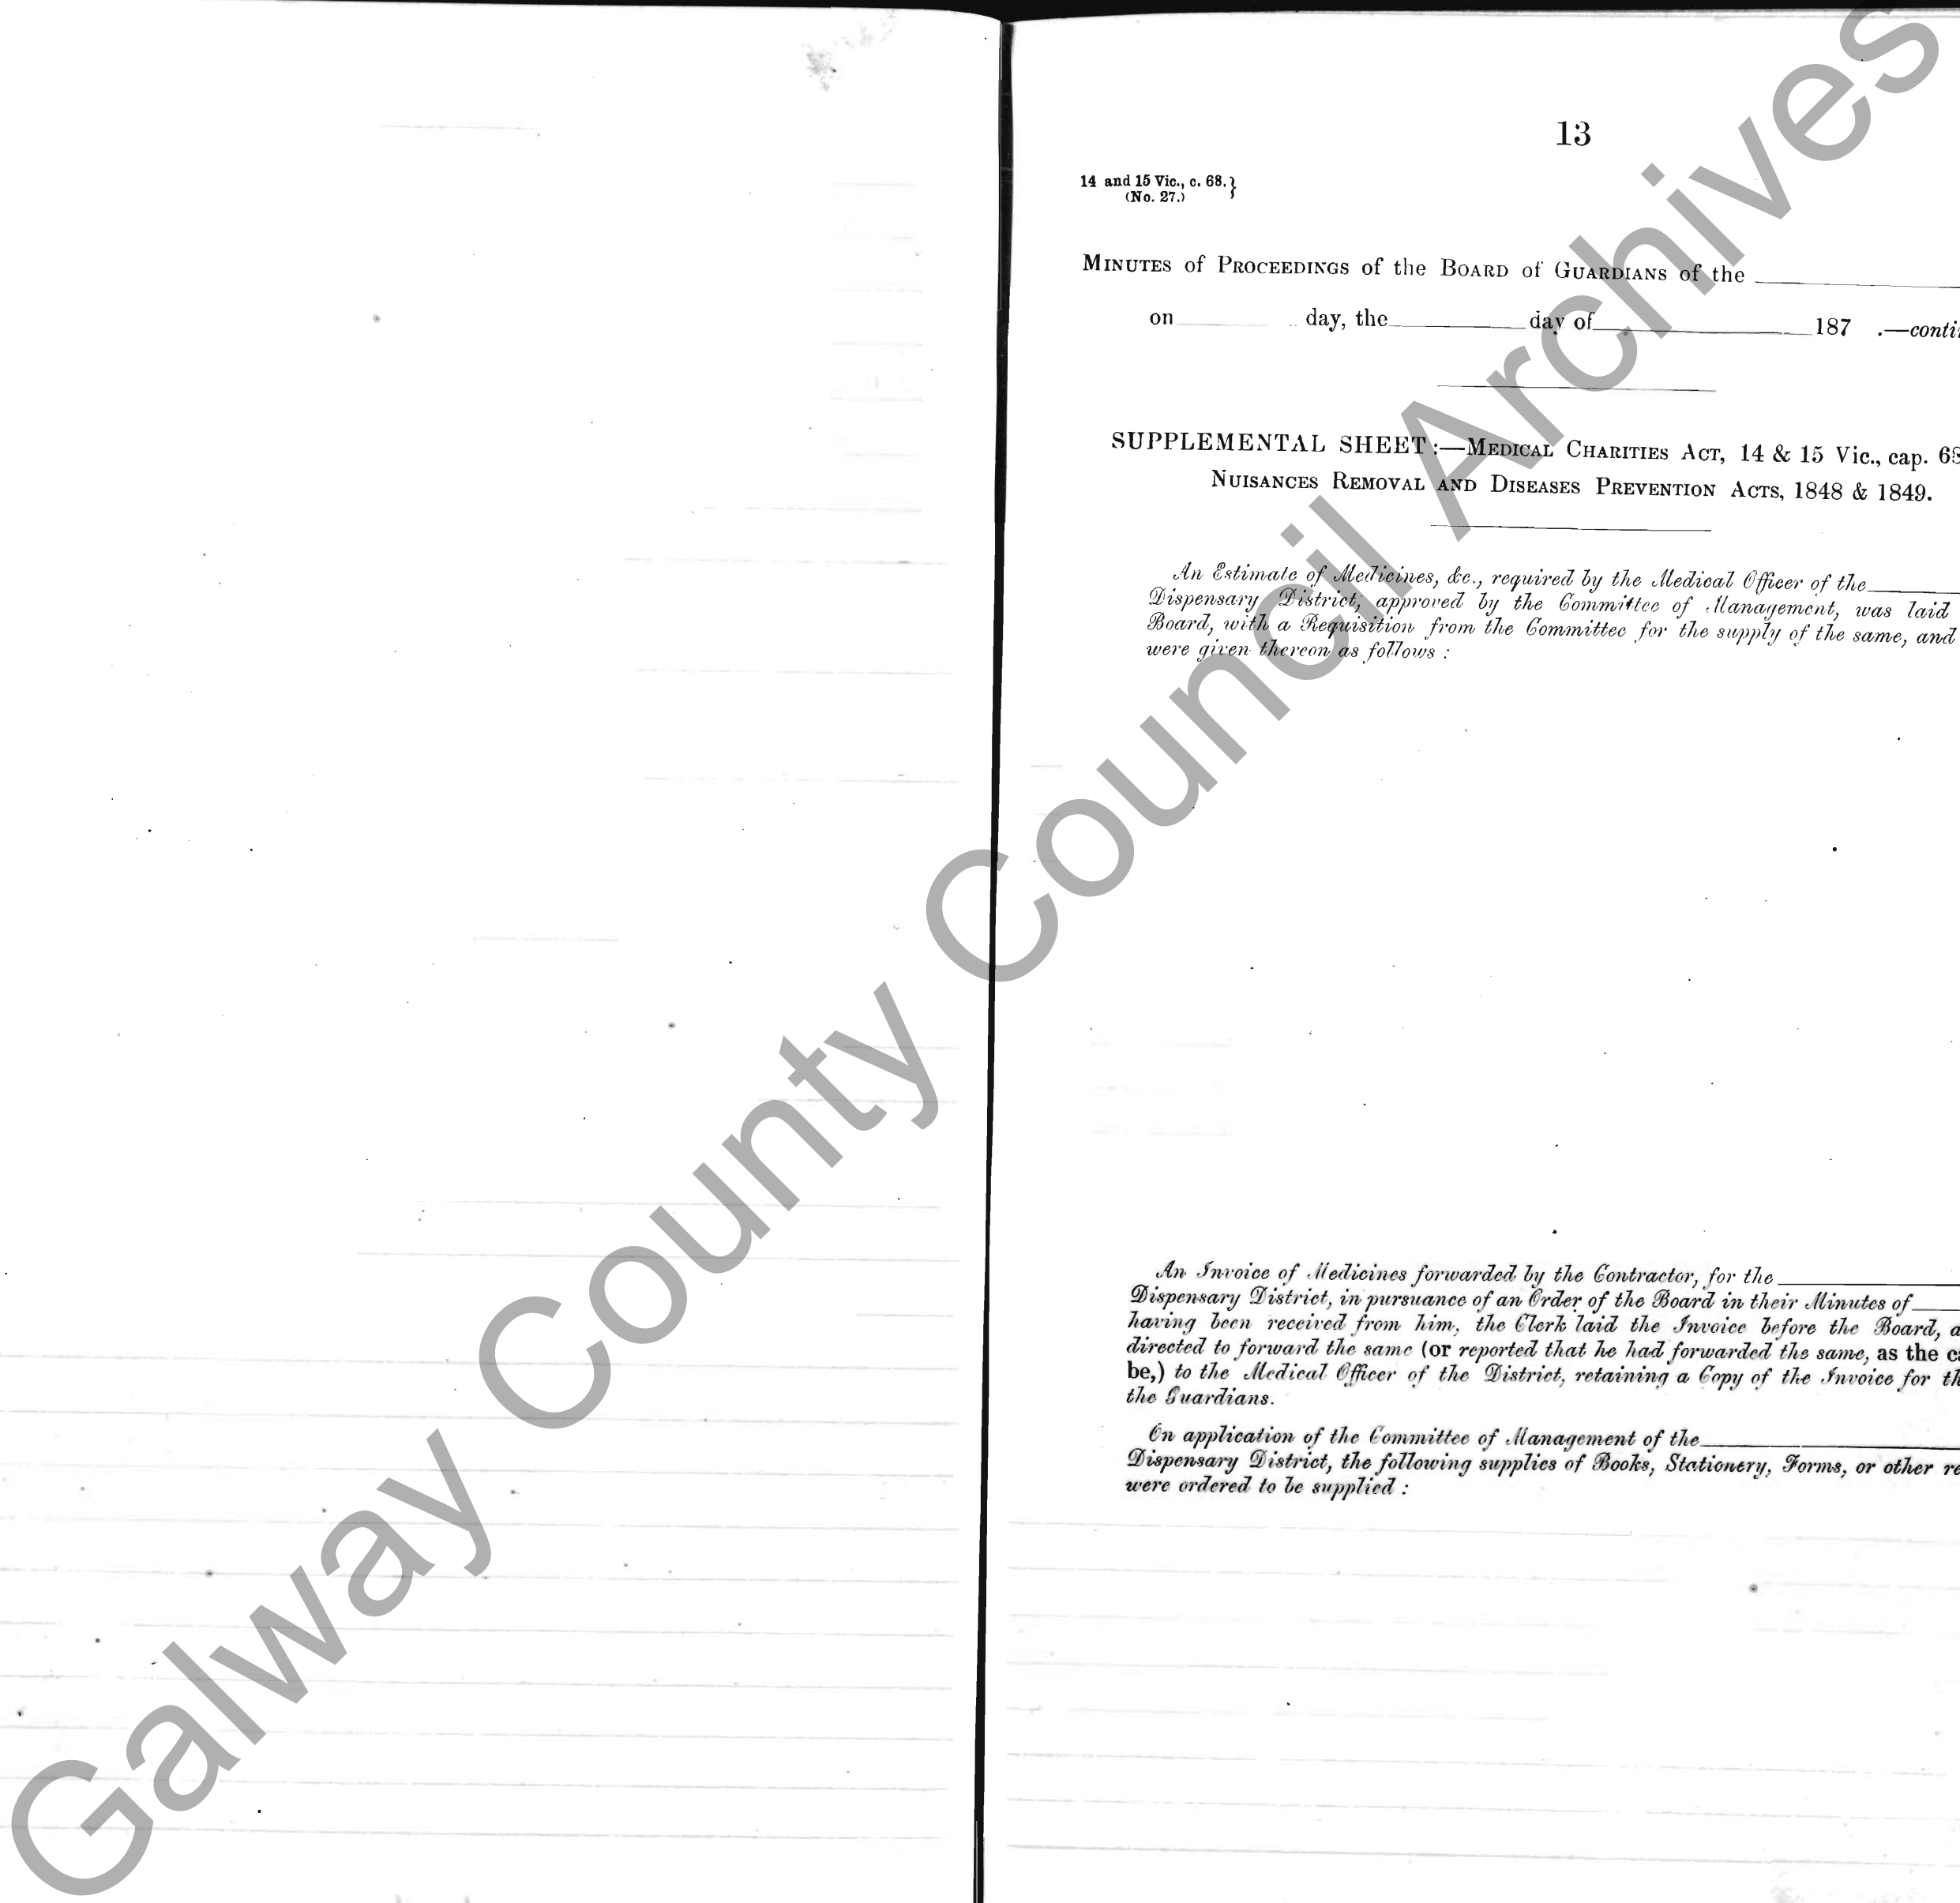 13
14 and 15 Vic., c. 68.}
(No. 27.)
MINUTES of PROCEEDINGS of the BOARD of GUARDIANS of the
on day, the day of 187 .—conti
SUPPLEMENTAL SHEET:—MEDICAL CHARITIES ACT, 14 & 15 Vic., cap. 68
NUISANCES REMOVAL AND DISEASES PREVENTION ACTS, 1848 & 1849.
An Estimate of Medicines, &c., required by the Medical Officer of the
Dispensary District, approved by the Committee of Management, was laid
Board, with a Requisition from the Committee for the supply of the same, and
were given thereon as follows :
An Invoice of Medicines forwarded by the Contractor, for the
Dispensary District, in pursuance of an Order of the Board in their Minutes of
having been received from him, the Clerk laid the Invoice before the Board, a
directed to forward the same (or reported that he had forwarded the same, as the ca
be,) to the Medical Officer of the District, retaining a Copy of the Invoice for th
the Guardians.
On application of the Committee of Management of the
Dispensary District, the following supplies of Books, Stationery, Forms, or other re
were ordered to be supplied :
Galway County Council Archives